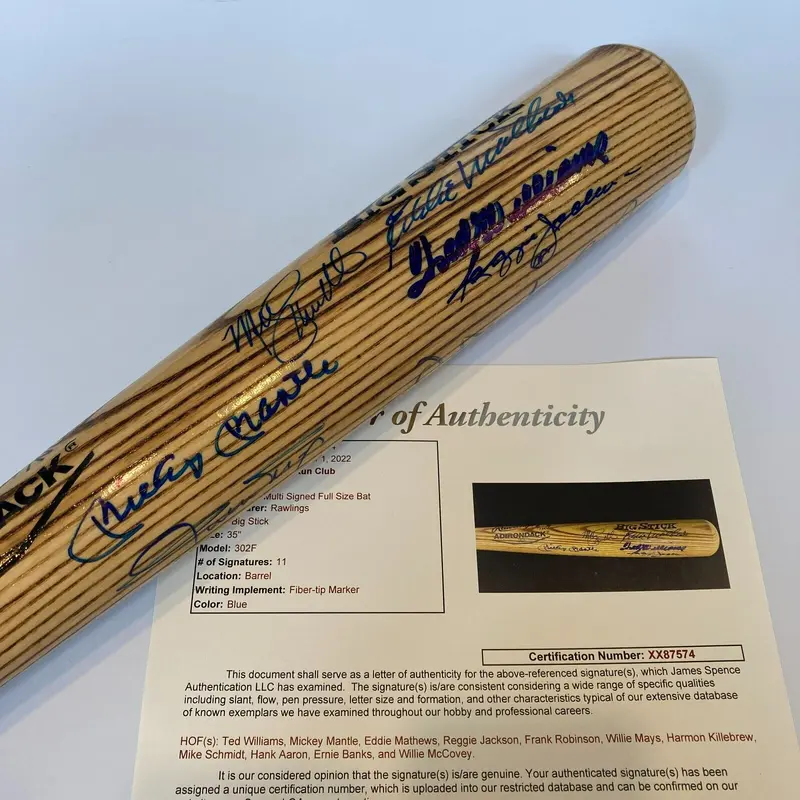 BIG STICK
Eddie Mathews
Ted Williams
Reggie Jackson
Mike Schmidt
Mickey Mantle
ACK®
r of Authenticity
1, 2022
un Club
Multi Signed Full Size Bat
rer: Rawlings
Big Stick
e: 35"
Model: 302F
# of Signatures: 11
Location: Barrel
Writing Implement: Fiber-tip Marker
Color: Blue
BIG STICK
ADIRONDACK
Certification Number: XX87574
This document shall serve as a letter of authenticity for the above-referenced signature(s), which James Spence
Authentication LLC has examined. The signature(s) is/are consistent considering a wide range of specific qualities
including slant, flow, pen pressure, letter size and formation, and other characteristics typical of our extensive database
of known exemplars we have examined throughout our hobby and professional careers.
HOF(s): Ted Williams, Mickey Mantle, Eddie Mathews, Reggie Jackson, Frank Robinson, Willie Mays, Harmon Killebrew,
Mike Schmidt, Hank Aaron, Ernie Banks, and Willie McCovey.
It is our considered opinion that the signature(s) is/are genuine. Your authenticated signature(s) has been
assigned a unique certification number, which is uploaded into our restricted database and can be confirmed on our